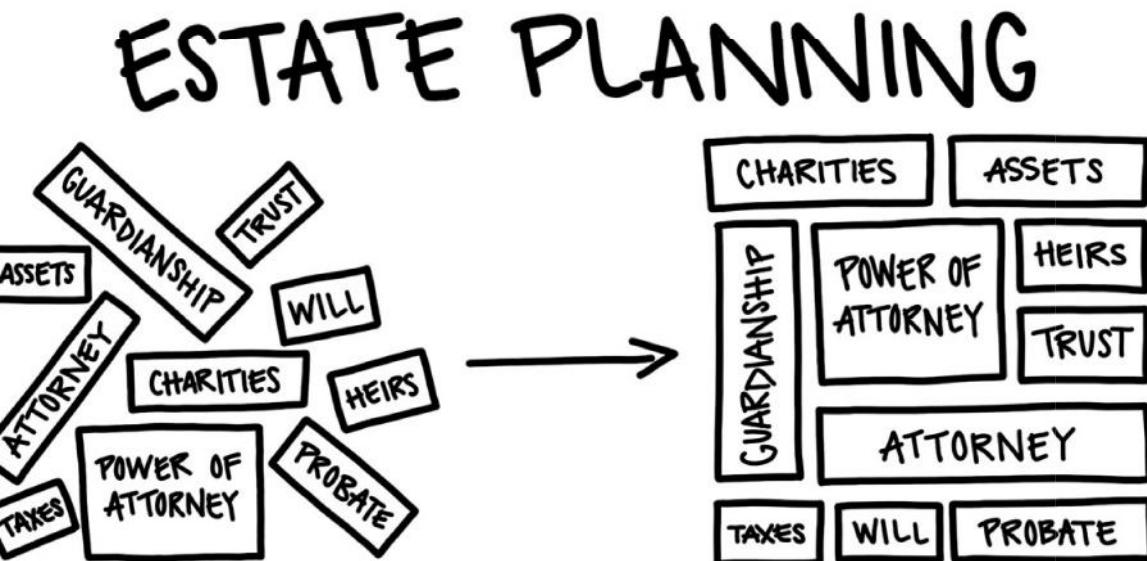 ESTATE PLANNING
GUARDIANSHIP
TRUST
ASSETS
WILL
ATTORNEY
CHARITIES
HEIRS
POWER OF
ATTORNEY
PROBATE
TAXES
CHARITIES
ASSETS
GUARDIANSHIP
POWER OF
ATTORNEY
HEIRS
TRUST
ATTORNEY
TAXES
WILL
PROBATE